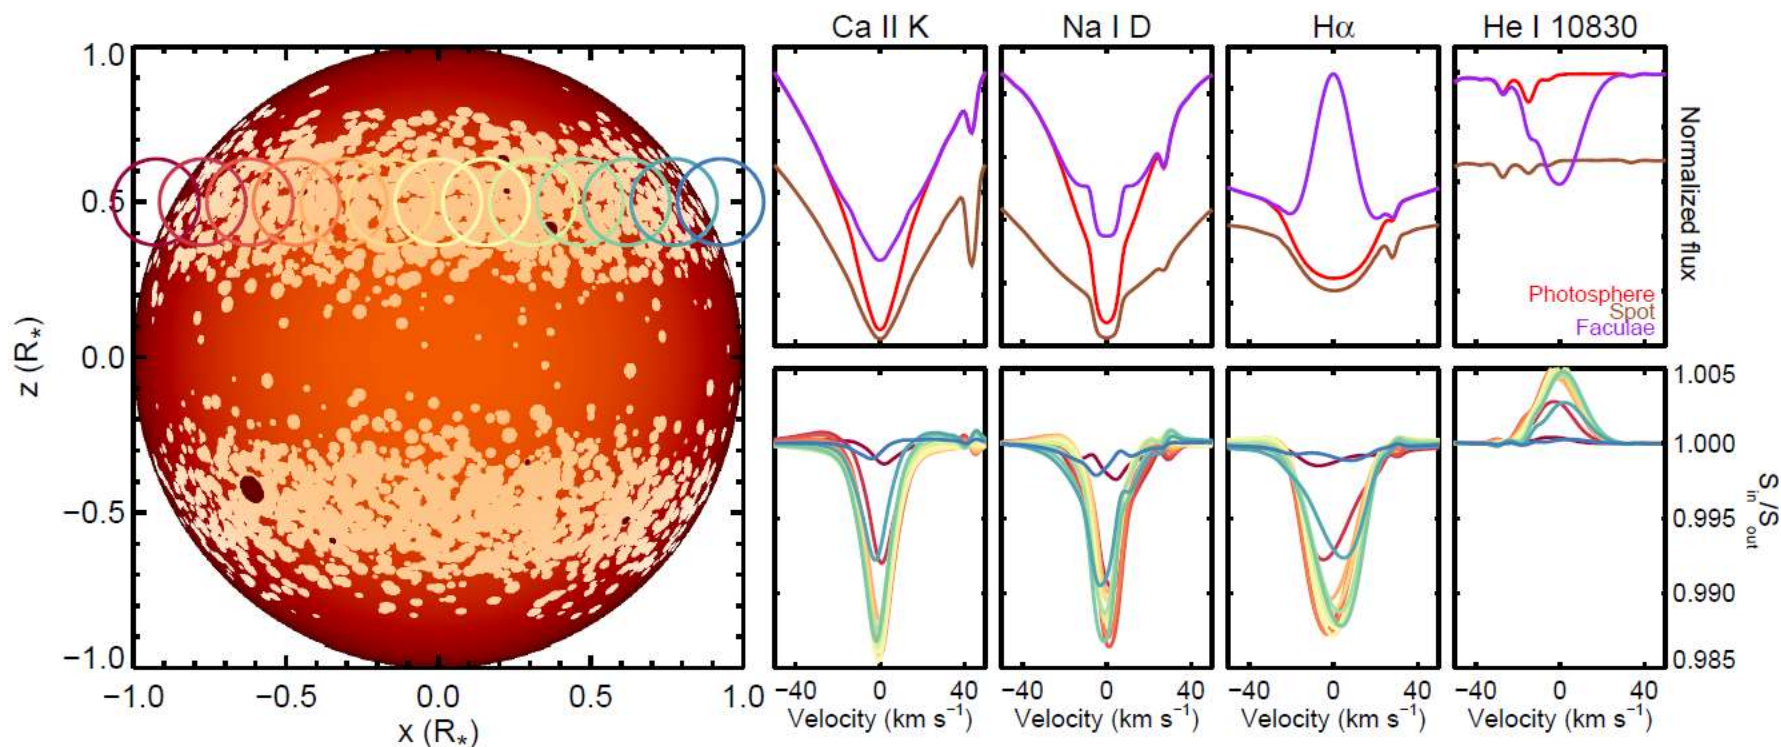 Ca II K
Na I D
Hα
He I 10830
1.0
0.5
0.0
−0.5
−1.0
z (R*)
−1.0 −0.5 0.0 0.5 1.0
x (R*)
Normalized flux
Photosphere
Spot
Faculae
1.005
1.000
0.995
0.990
0.985
S_in/S_out
−40 0 40
−40 0 40
−40 0 40
−40 0 40
Velocity (km s⁻¹)
Velocity (km s⁻¹)
Velocity (km s⁻¹)
Velocity (km s⁻¹)